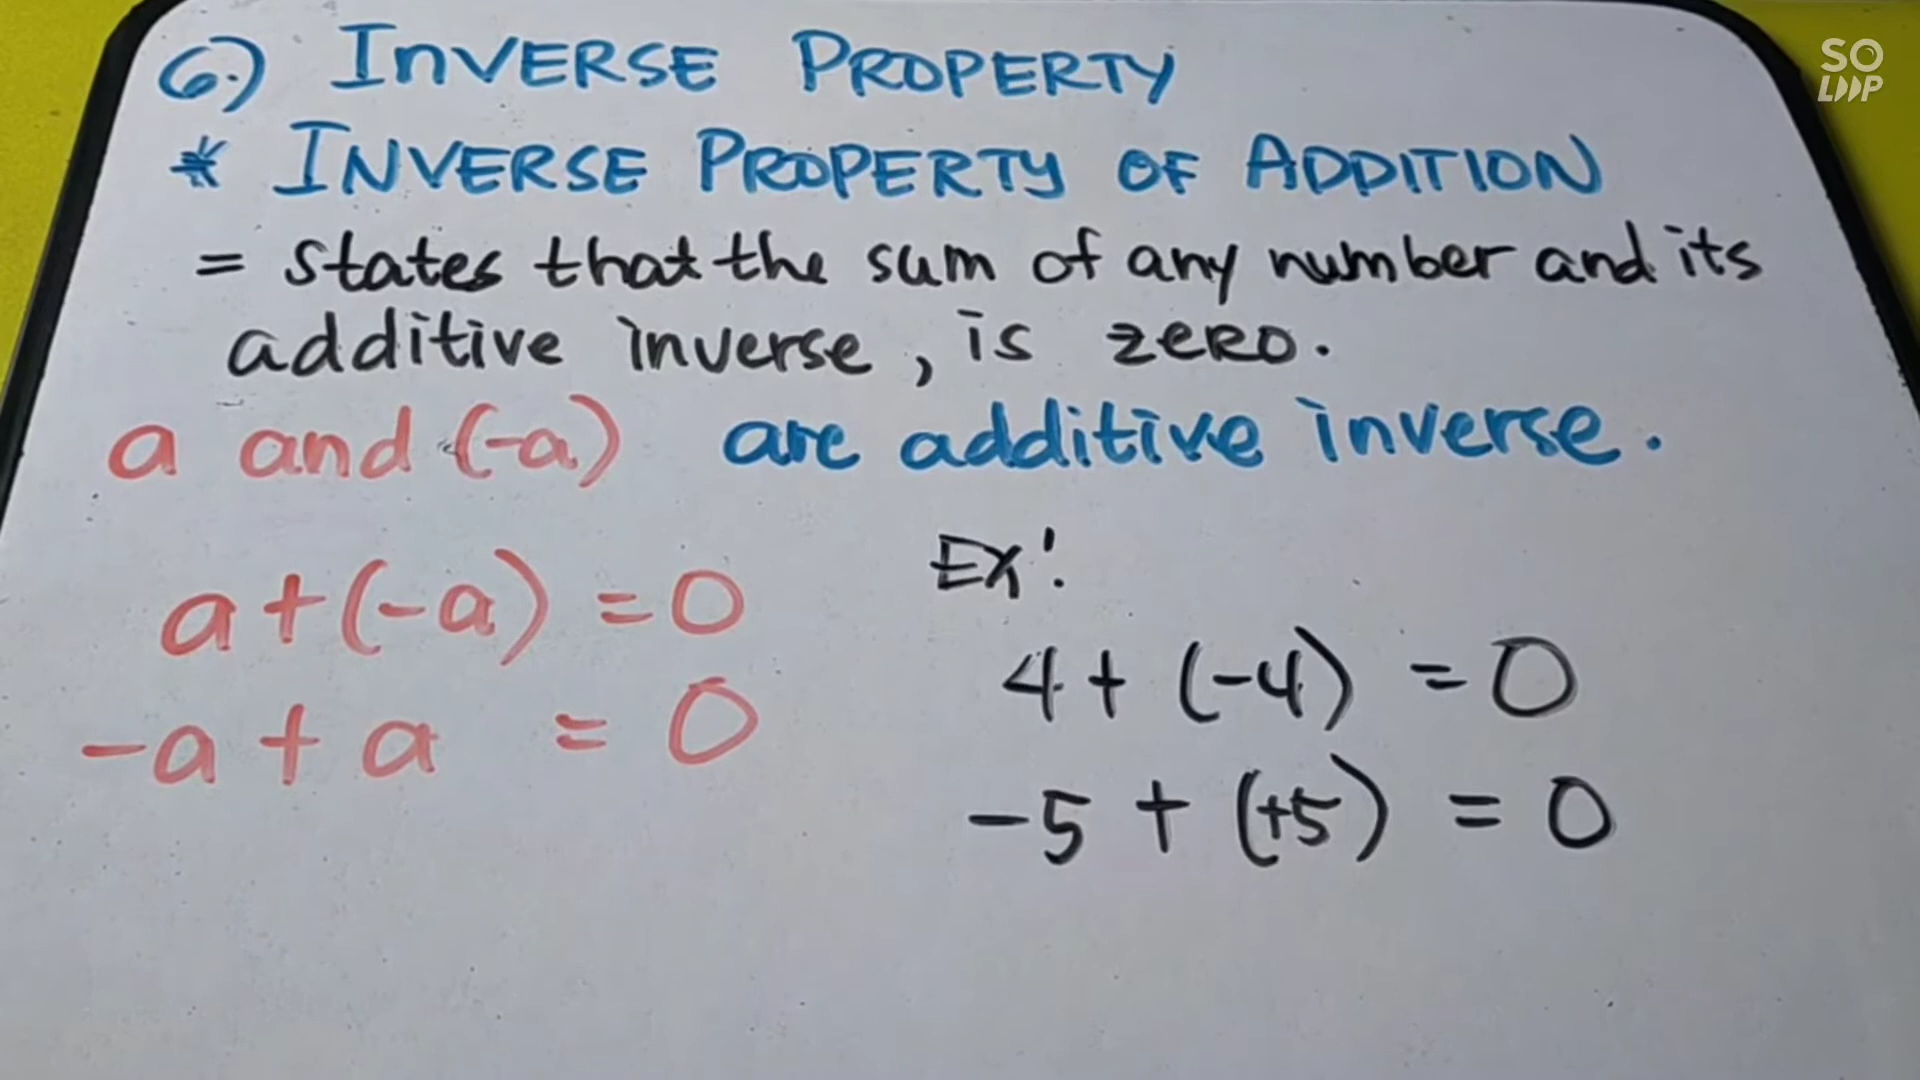 6.) INVERSE PROPERTY
* INVERSE PROPERTY OF ADDITION
= states that the sum of any number and its
additive inverse, is zero.
a and (-a) are additive inverse.
a + (-a) = 0
-a + a = 0
EX:
4 + (-4) = 0
-5 + (+5) = 0
SO
LOOP